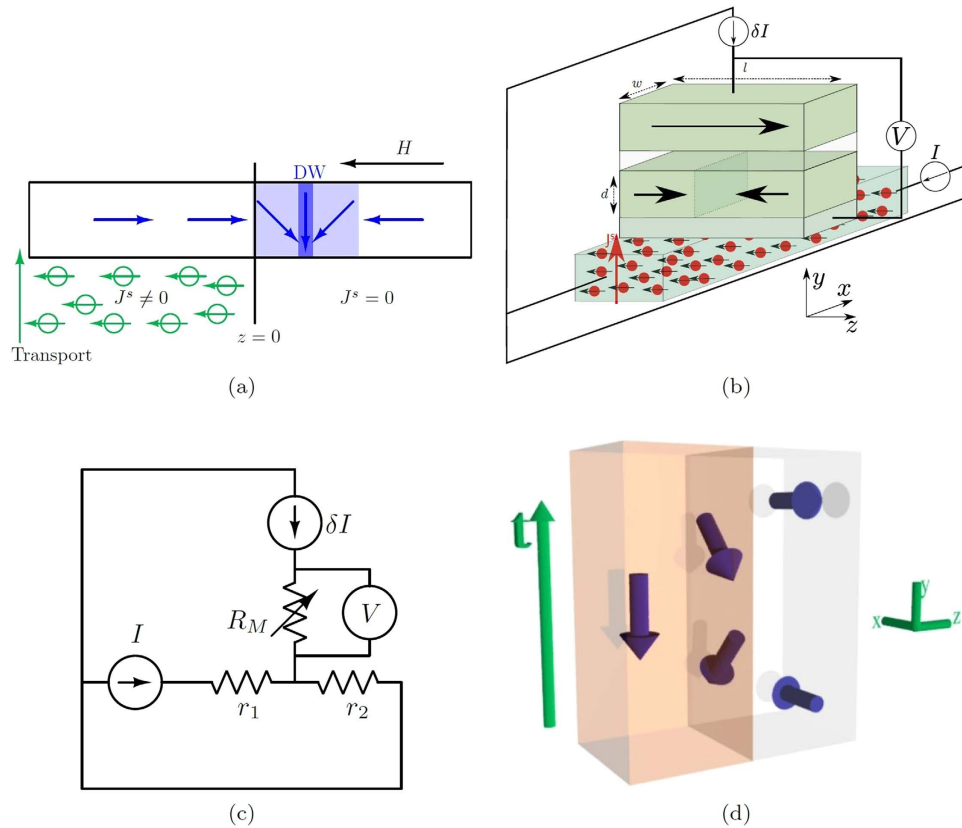 H
DW
J^s ≠ 0
J^s = 0
z = 0
Transport
(a)
δI
w
l
V
I
d
J^s
y
x
z
(b)
δI
R_M
V
I
r_1
r_2
(c)
t
y
x
z
(d)